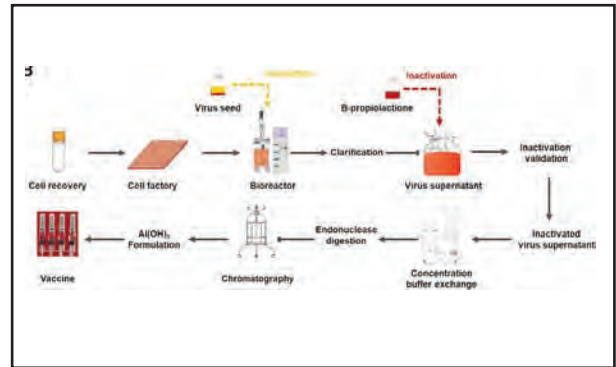 Virus seed
Inactivation
B-propiolactone
Cell recovery
Cell factory
Bioreactor
Clarification
Virus supernatant
Inactivation
validation
Vaccine
Al(OH)₃
Formulation
Chromatography
Endonuclease
digestion
Concentration
buffer exchange
Inactivated
virus supernatant